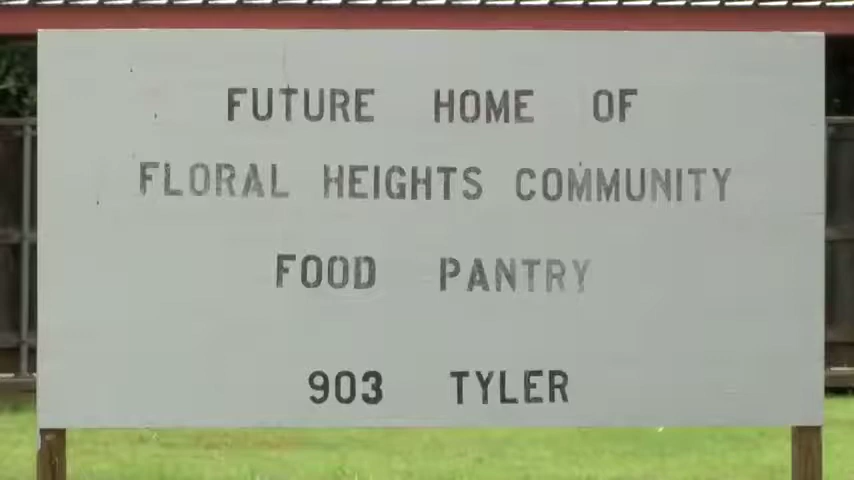 FUTURE HOME OF
FLORAL HEIGHTS COMMUNITY
FOOD PANTRY
903 TYLER